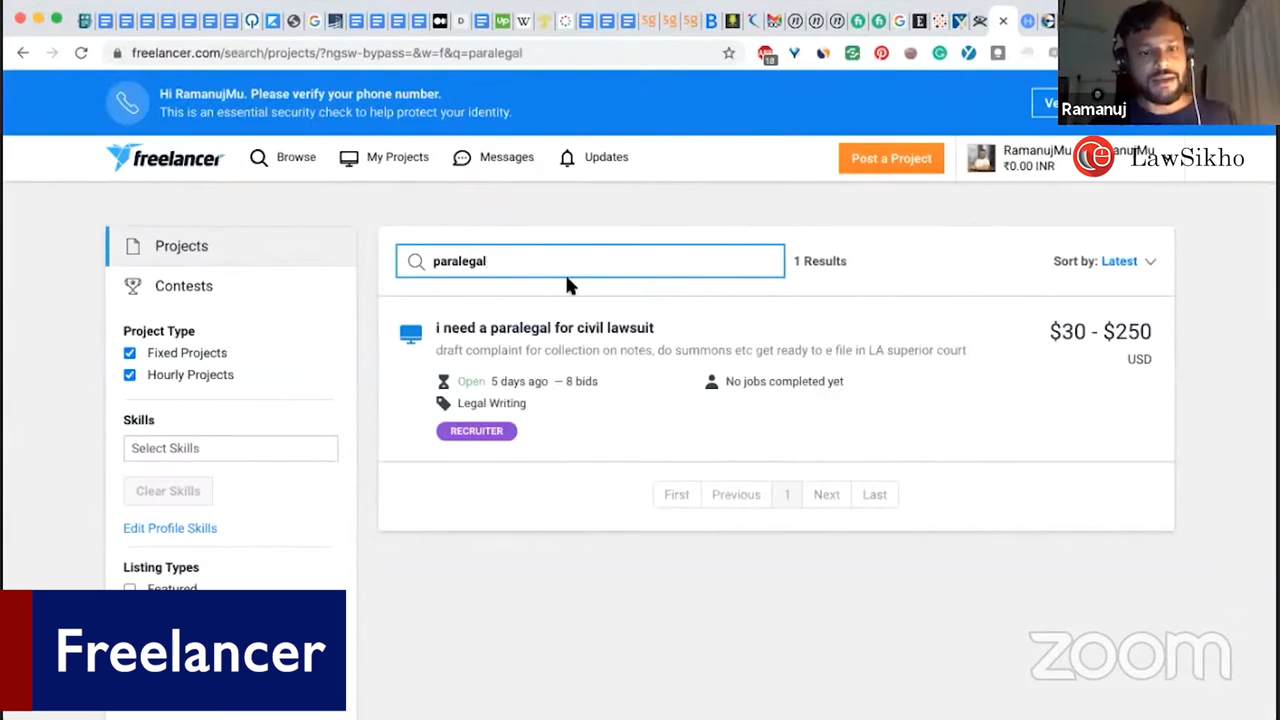 freelancer.com/search/projects/?ngsw-bypass=&w=f&q=paralegal
18
Hi RamanujMu. Please verify your phone number.
This is an essential security check to help protect your identity.
Ve
Ramanuj
freelancer
Browse
My Projects
Messages
Updates
Post a Project
RamanujMu
₹0.00 INR
LawSikho
Projects
Contests
Project Type
Fixed Projects
Hourly Projects
Skills
Select Skills
Clear Skills
Edit Profile Skills
Listing Types
Featured
paralegal
1 Results
Sort by: Latest
i need a paralegal for civil lawsuit
$30 - $250
USD
draft complaint for collection on notes, do summons etc get ready to e file in LA superior court
Open 5 days ago — 8 bids
No jobs completed yet
Legal Writing
RECRUITER
First Previous 1 Next Last
Freelancer
zoom